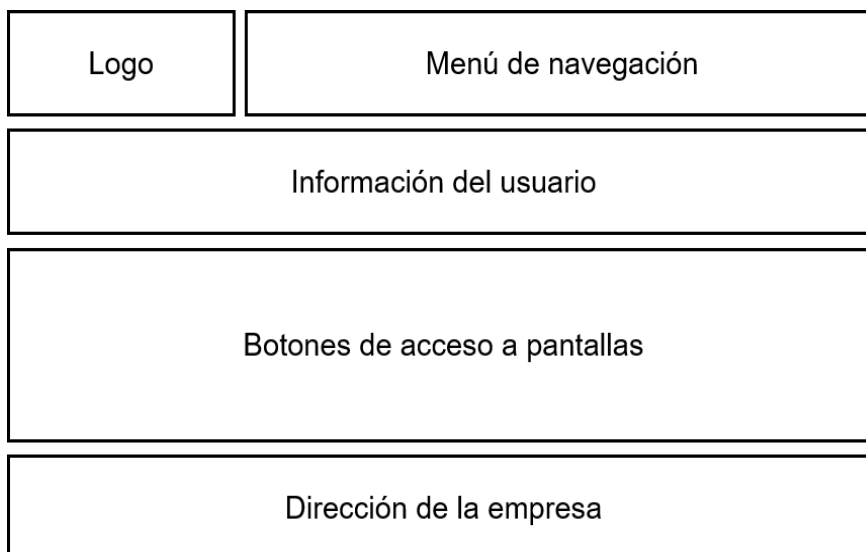 Logo
Menú de navegación
Información del usuario
Botones de acceso a pantallas
Dirección de la empresa